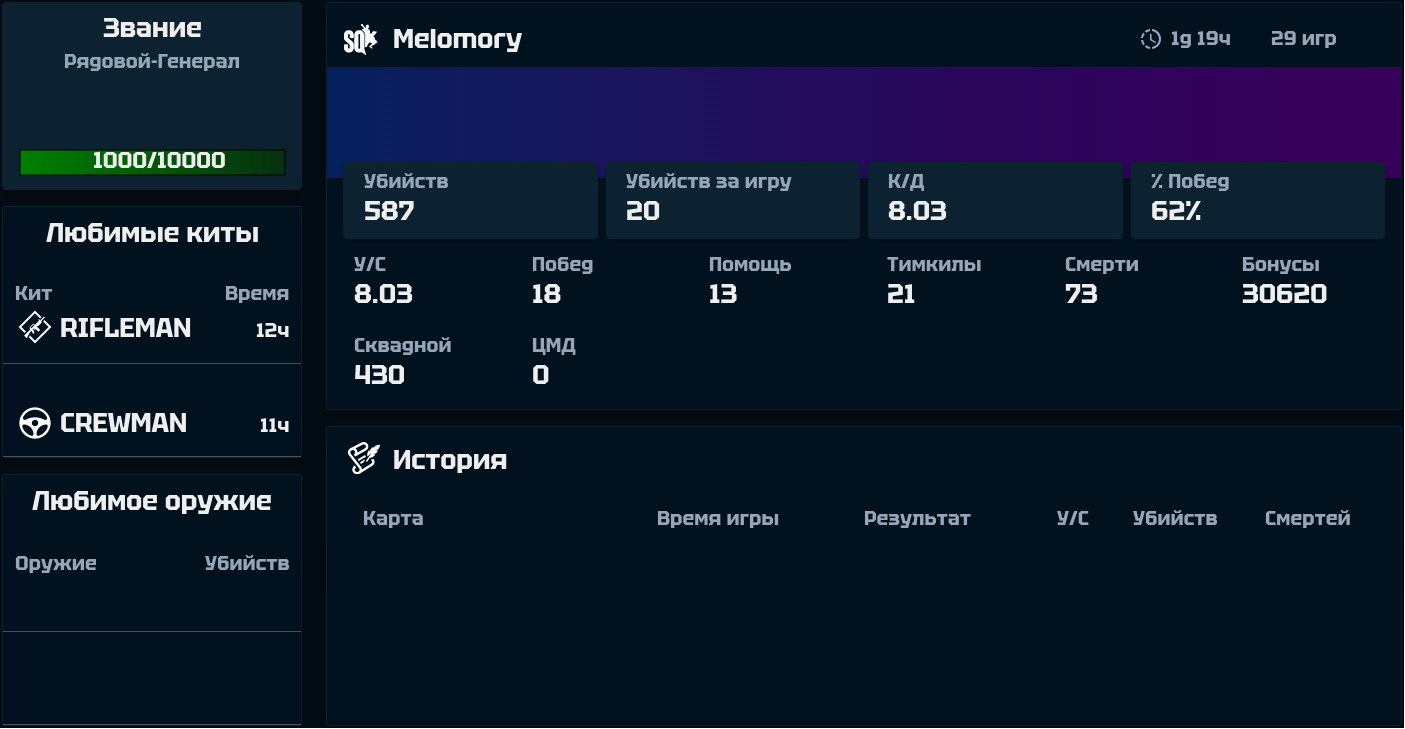 Звание
Рядовой-Генерал
1000/10000
Любимые киты
Кит Время
RIFLEMAN 12ч
CREWMAN 11ч
Любимое оружие
Оружие Убийств
SQ Melomory 1д 19ч 29 игр
Убийств Убийств за игру К/Д % Побед
587 20 8.03 62%
У/С Побед Помощь Тимкилы Смерти Бонусы
8.03 18 13 21 73 30620
Сквадной ЦМД
430 0
История
Карта Время игры Результат У/С Убийств Смертей